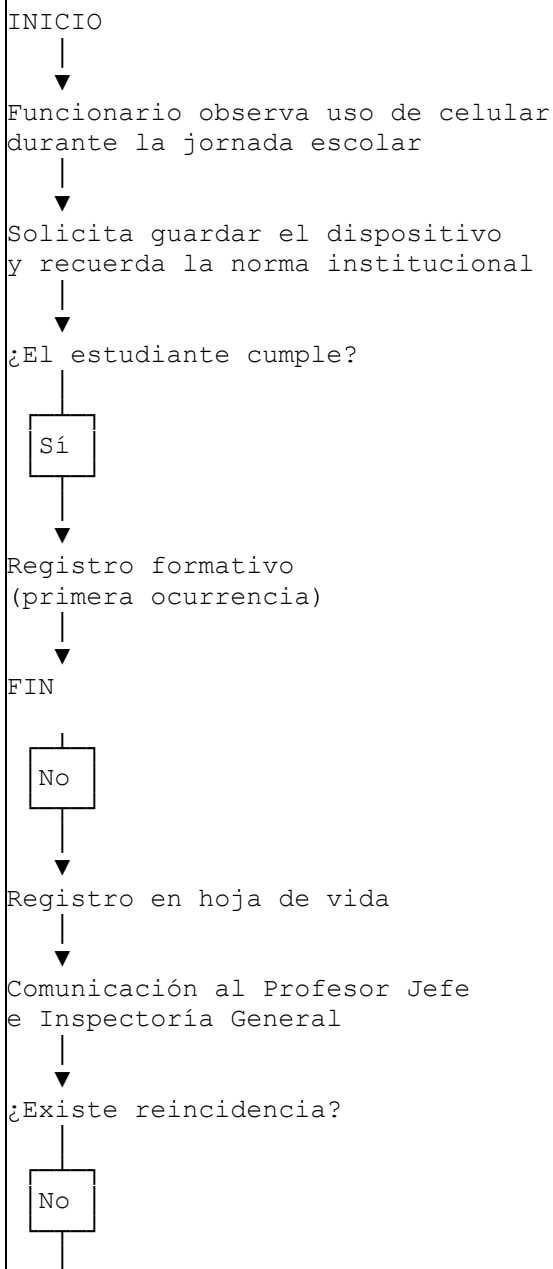 INICIO
Funcionario observa uso de celular
durante la jornada escolar
Solicita guardar el dispositivo
y recuerda la norma institucional
¿El estudiante cumple?
Sí
Registro formativo
(primera ocurrencia)
FIN
No
Registro en hoja de vida
Comunicación al Profesor Jefe
e Inspectoría General
¿Existe reincidencia?
No